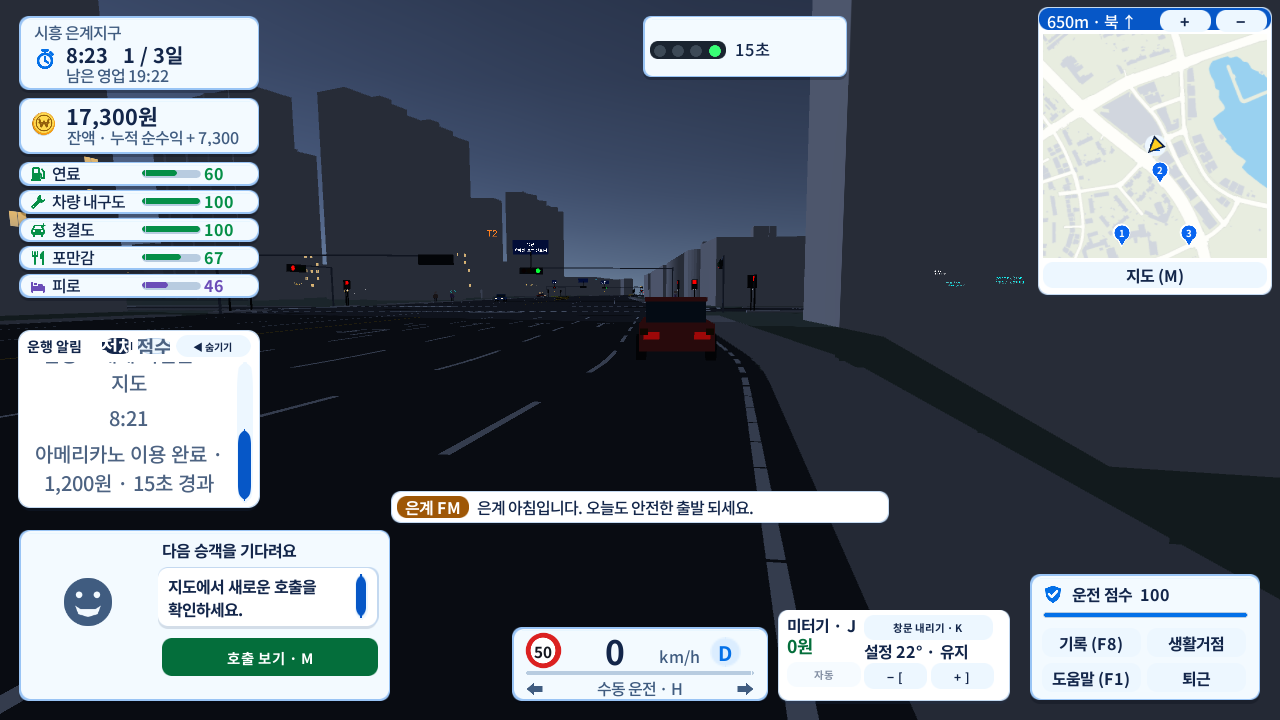 시흥 은계지구
8:23 1 / 3일
남은 영업 19:22
17,300원
잔액 · 누적 순수익 + 7,300
연료 60
차량 내구도 100
청결도 100
포만감 67
피로 46
15초
650m · 북 ↑ + −
2
1
3
지도 (M)
T2
운행 알림 점수 ◀ 숨기기
지도
8:21
아메리카노 이용 완료 ·
1,200원 · 15초 경과
은계 FM 은계 아침입니다. 오늘도 안전한 출발 되세요.
다음 승객을 기다려요
지도에서 새로운 호출을
확인하세요.
호출 보기 · M
50 0 km/h D
수동 운전 · H
미터기 · J 창문 내리기 · K
0원 설정 22° · 유지
자동 − [ + ]
운전 점수 100
기록 (F8) 생활거점
도움말 (F1) 퇴근